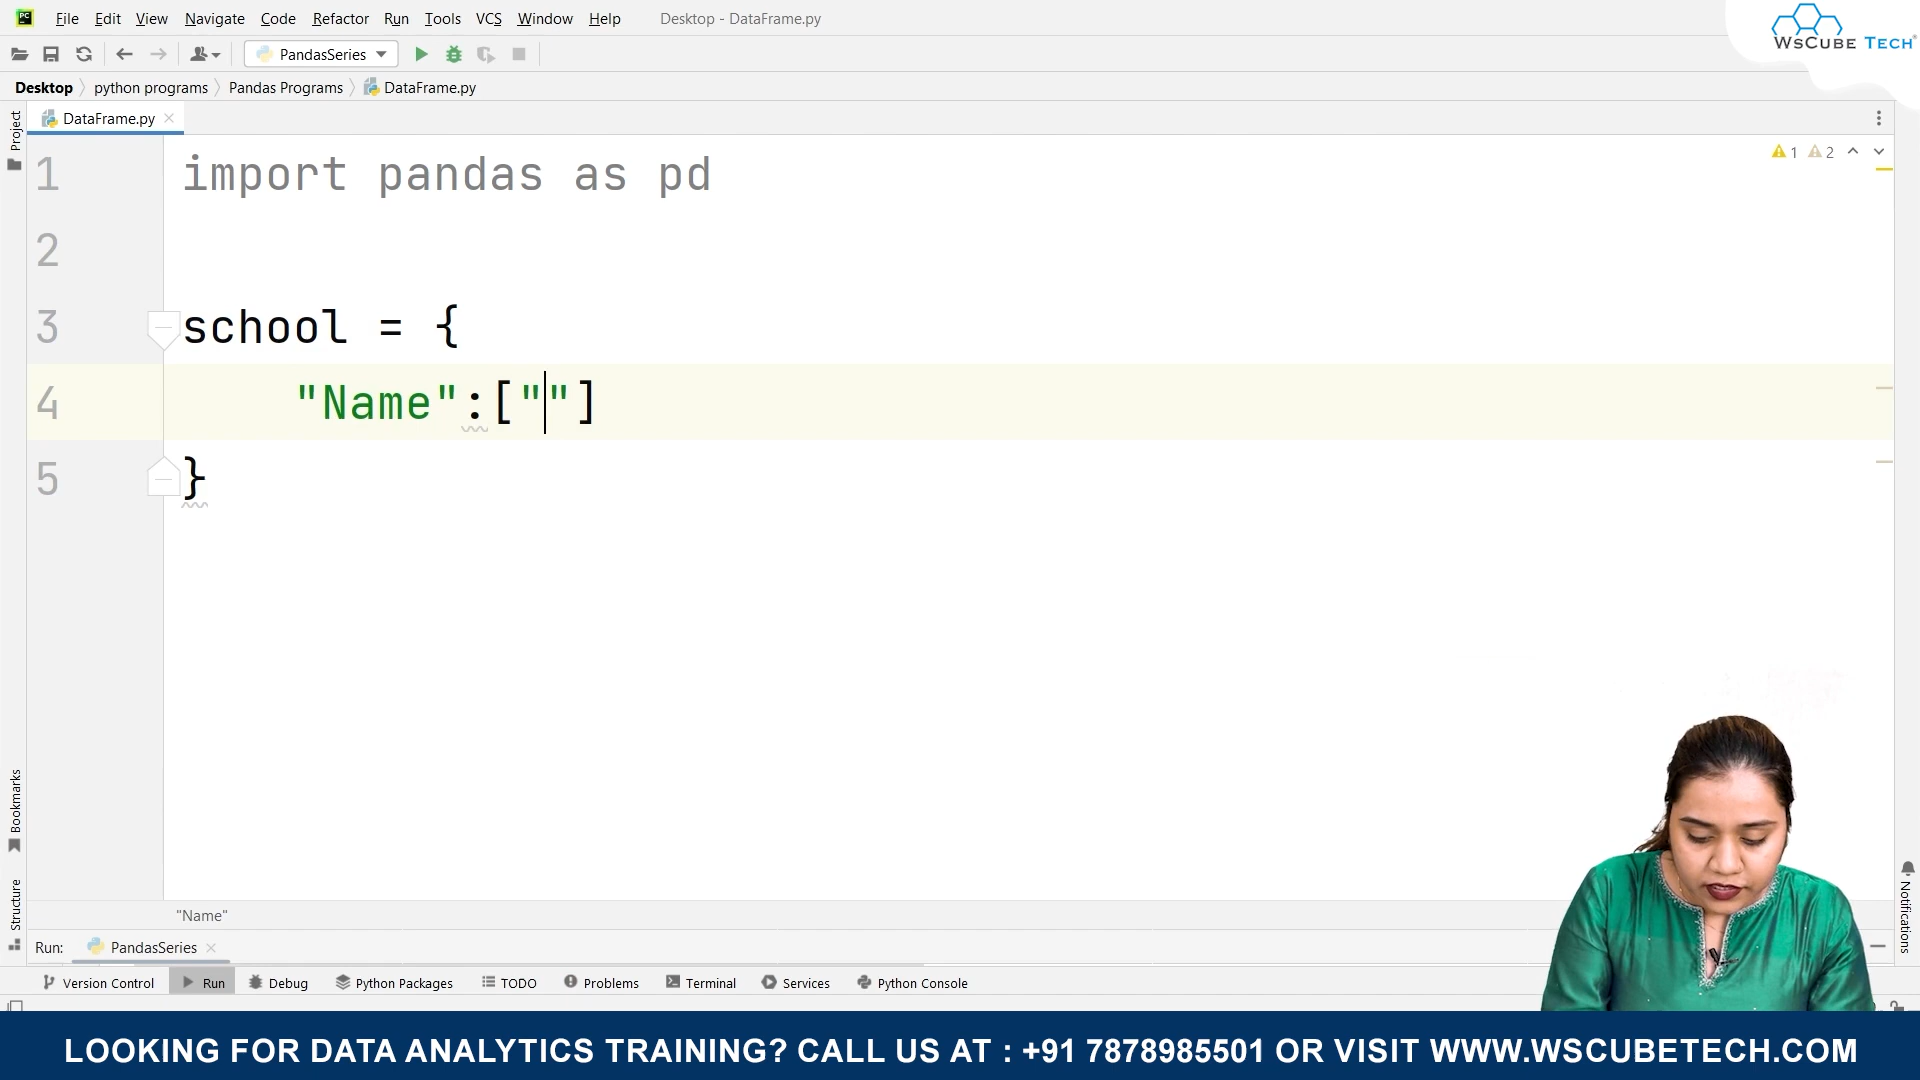 File Edit View Navigate Code Refactor Run Tools VCS Window Help Desktop - DataFrame.py
WsCube Tech
PandasSeries
Desktop python programs Pandas Programs DataFrame.py
Project
DataFrame.py
1 import pandas as pd
1 2
2
3 school = {
4 "Name":[""]
5 }
Bookmarks
Structure
Notifications
"Name"
Run: PandasSeries
Version Control Run Debug Python Packages TODO Problems Terminal Services Python Console
LOOKING FOR DATA ANALYTICS TRAINING? CALL US AT : +91 7878985501 OR VISIT WWW.WSCUBETECH.COM